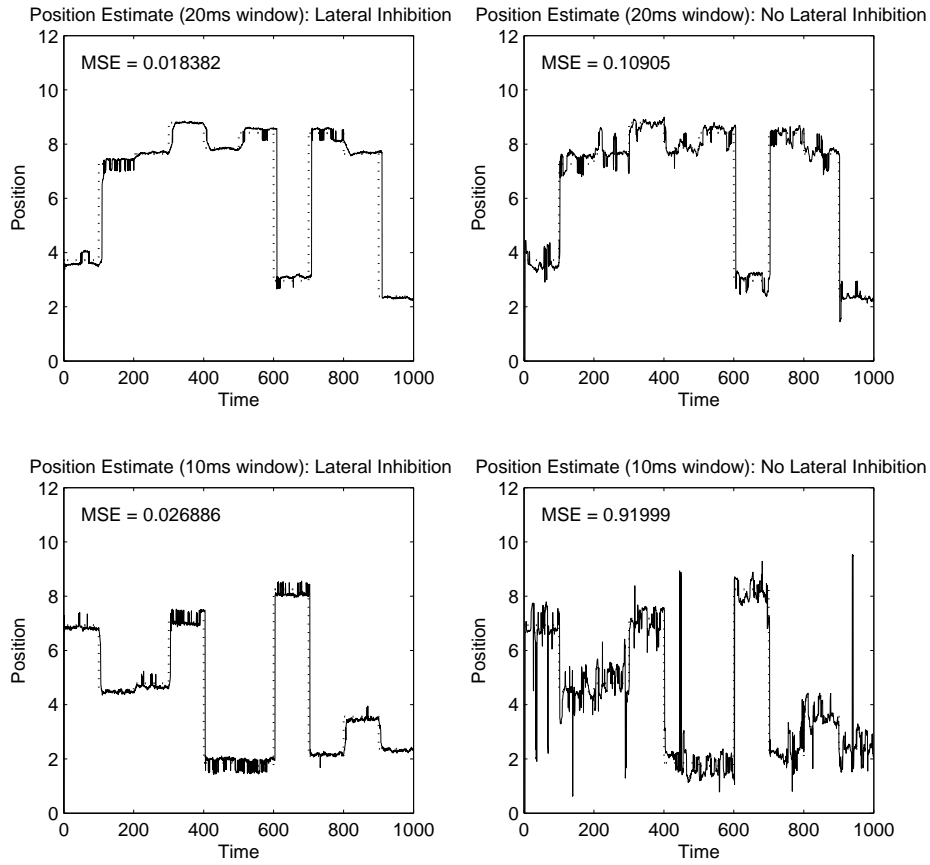 Position Estimate (20ms window): Lateral Inhibition
MSE = 0.018382
12
10
8
6
4
2
0
Position
0 200 400 600 800 1000
Time
Position Estimate (20ms window): No Lateral Inhibition
MSE = 0.10905
12
10
8
6
4
2
0
Position
0 200 400 600 800 1000
Time
Position Estimate (10ms window): Lateral Inhibition
MSE = 0.026886
12
10
8
6
4
2
0
Position
0 200 400 600 800 1000
Time
Position Estimate (10ms window): No Lateral Inhibition
MSE = 0.91999
12
10
8
6
4
2
0
Position
0 200 400 600 800 1000
Time